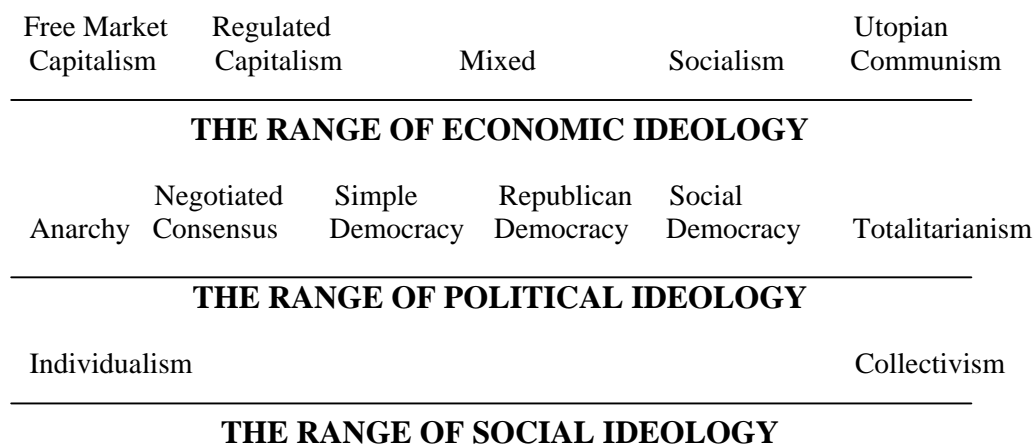 Free Market Regulated Utopian
Capitalism Capitalism Mixed Socialism Communism
THE RANGE OF ECONOMIC IDEOLOGY
Negotiated Simple Republican Social
Anarchy Consensus Democracy Democracy Democracy Totalitarianism
THE RANGE OF POLITICAL IDEOLOGY
Individualism Collectivism
THE RANGE OF SOCIAL IDEOLOGY